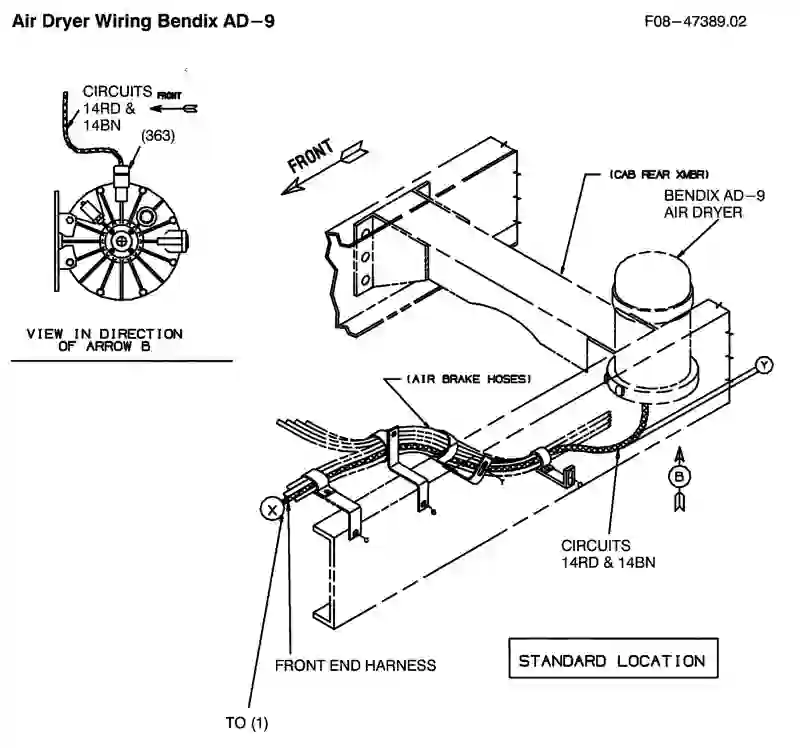 Air Dryer Wiring Bendix AD-9
F08-47389.02
CIRCUITS
14RD &
14BN
FRONT
(363)
VIEW IN DIRECTION
OF ARROW B
FRONT
(CAB REAR XMBR)
BENDIX AD-9
AIR DRYER
(AIR BRAKE HOSES)
Y
B
X
CIRCUITS
14RD & 14BN
FRONT END HARNESS
TO (1)
STANDARD LOCATION